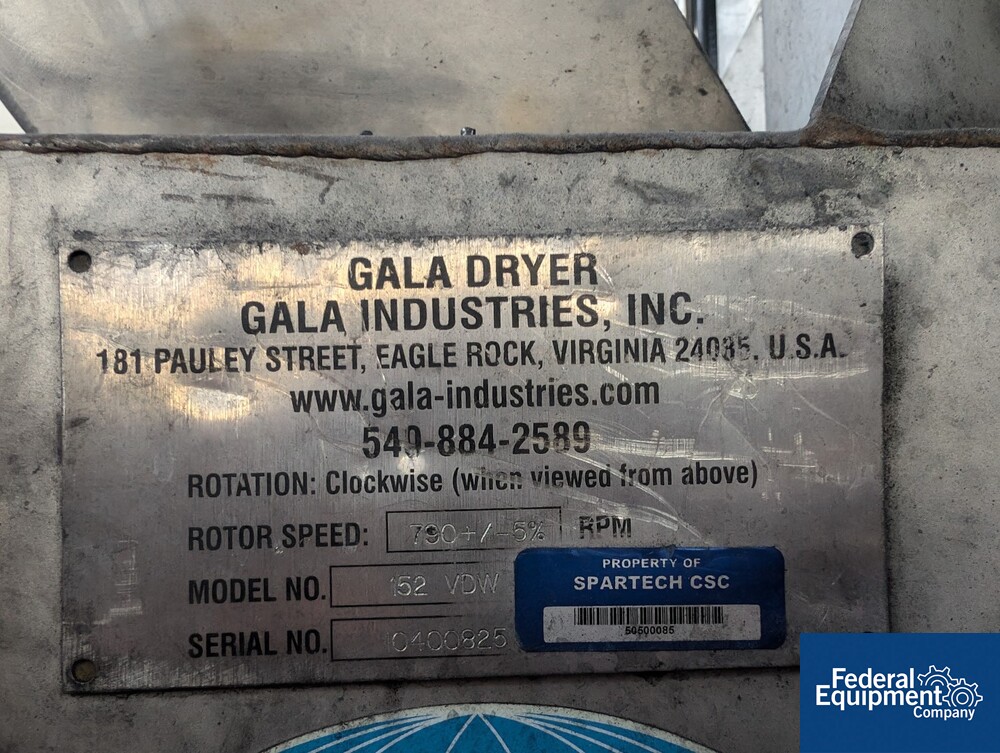 GALA DRYER
GALA INDUSTRIES, INC.
181 PAULEY STREET, EAGLE ROCK, VIRGINIA 24085, U.S.A.
www.gala-industries.com
540-884-2589
ROTATION: Clockwise (when viewed from above)
ROTOR SPEED: 790+/-5% RPM
MODEL NO. 152 VDW
SERIAL NO. 0400825
PROPERTY OF
SPARTECH CSC
50500085
Federal
Equipment
Company